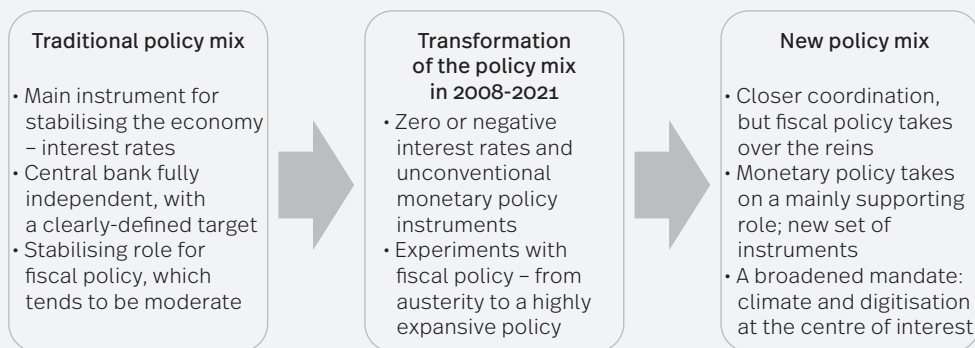 Traditional policy mix
• Main instrument for
stabilising the economy
– interest rates
• Central bank fully
independent, with
a clearly-defined target
• Stabilising role for
fiscal policy, which
tends to be moderate
Transformation
of the policy mix
in 2008-2021
• Zero or negative
interest rates and
unconventional
monetary policy
instruments
• Experiments with
fiscal policy – from
austerity to a highly
expansive policy
New policy mix
• Closer coordination,
but fiscal policy takes
over the reins
• Monetary policy takes
on a mainly supporting
role; new set of
instruments
• A broadened mandate:
climate and digitisation
at the centre of interest